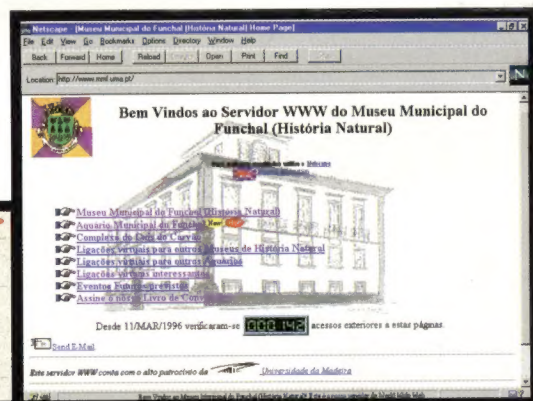 Netscape - [Museu Municipal do Funchal (História Natural) Home Page]
File Edit View Go Bookmarks Options Directory Window Help
Back Forward Home Reload Open Print Find
Location: http://www.mmf.uma.pt/
N
Bem Vindos ao Servidor WWW do Museu Municipal do
Funchal (História Natural)
Museu Municipal do Funchal (História Natural)
Aquario Municipal do Funchal New!
Complexo do Lais do Carvão
Ligações virtuais para outros Museus de História Natural
Ligações virtuais para outros Aquários
Ligações virtuais interessantes
Eventos Futuros previstos
Assine o nosso Livro de
Desde 11/MAR/1996 verificaram-se 000142 acessos exteriores a estas páginas.
Send E-Mail
Este servidor WWW conta com o alto patrocínio da Universidade da Madeira